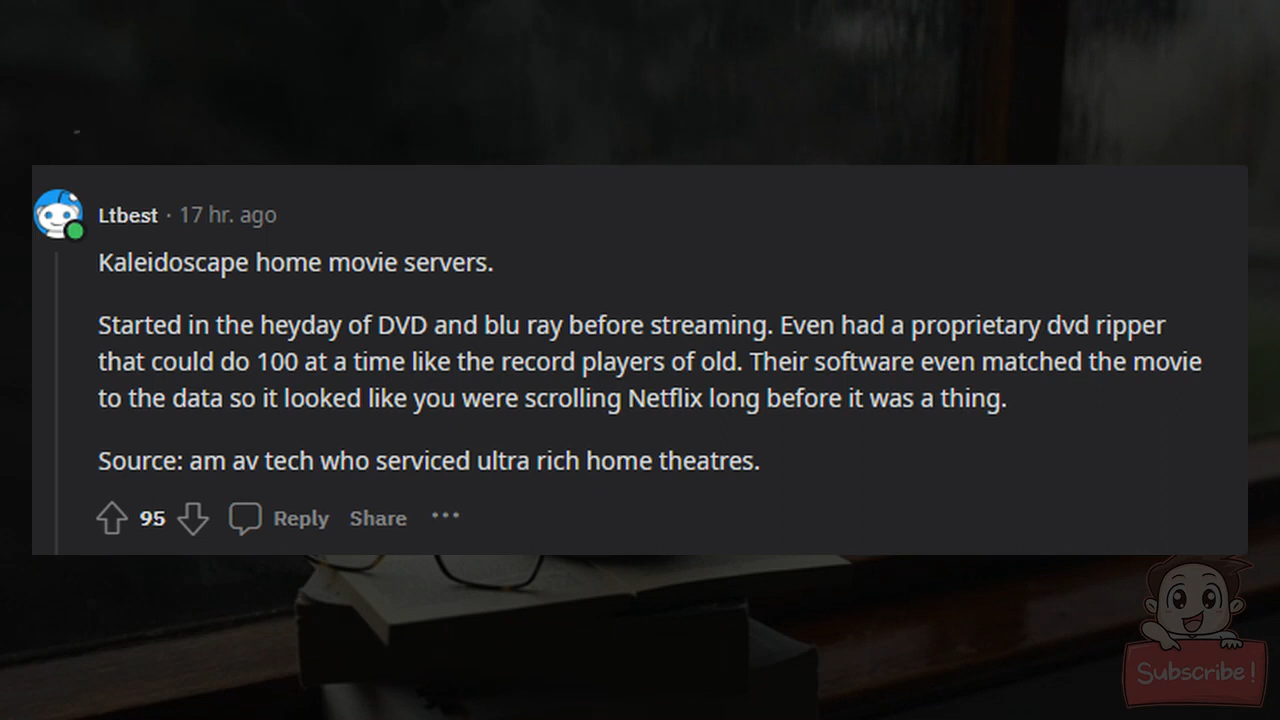 Ltbest · 17 hr. ago
Kaleidoscape home movie servers.
Started in the heyday of DVD and blu ray before streaming. Even had a proprietary dvd ripper
that could do 100 at a time like the record players of old. Their software even matched the movie
to the data so it looked like you were scrolling Netflix long before it was a thing.
Source: am av tech who serviced ultra rich home theatres.
95 Reply Share ···
Subscribe!